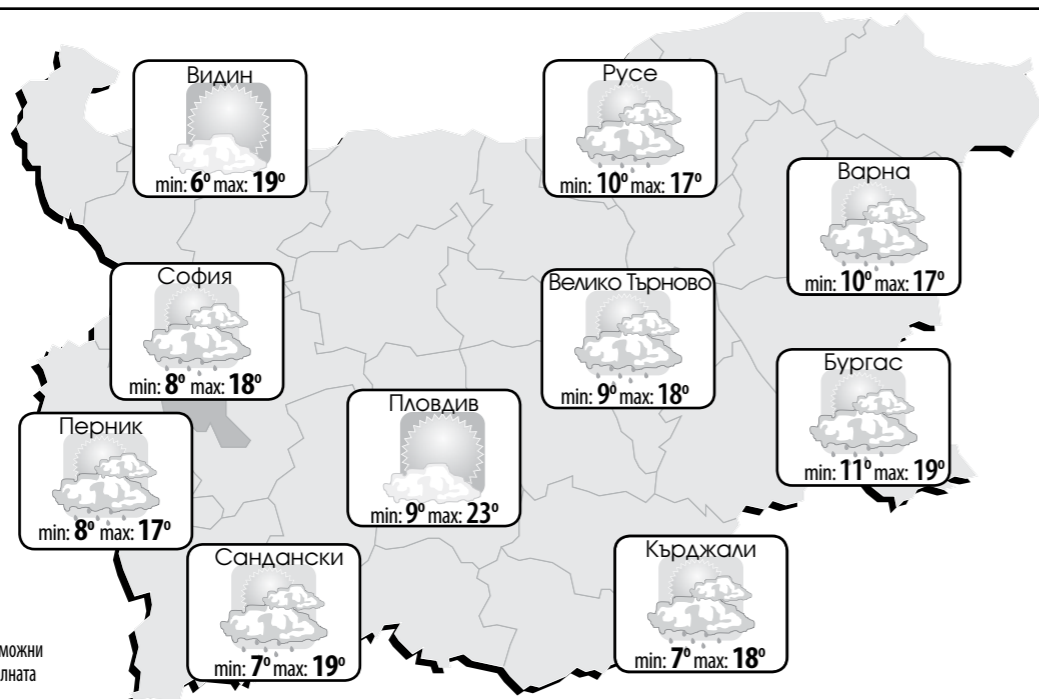 Видин
min: 6° max: 19°
Русе
min: 10° max: 17°
Варна
min: 10° max: 17°
София
min: 8° max: 18°
Велико Търново
min: 9° max: 18°
Бургас
min: 11° max: 19°
Пловдив
min: 9° max: 23°
Перник
min: 8° max: 17°
Сандански
min: 7° max: 19°
Кърджали
min: 7° max: 18°
можни
лната